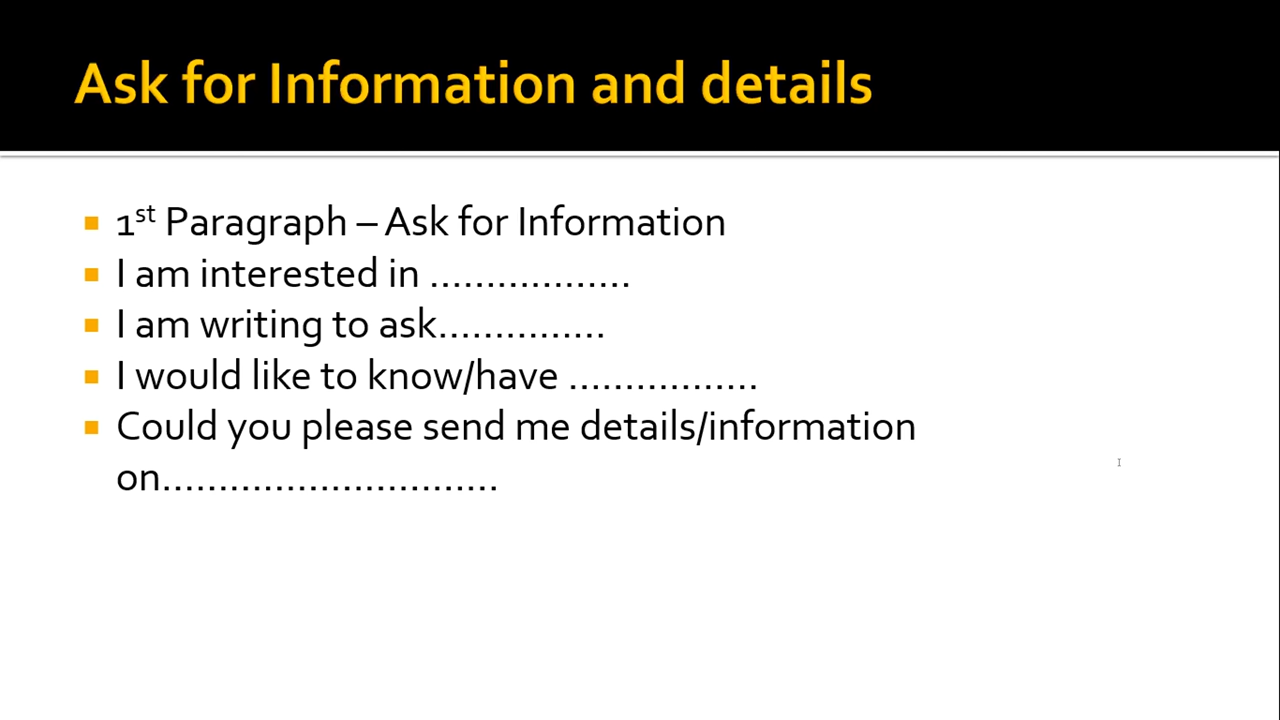 Ask for Information and details
1st Paragraph – Ask for Information
I am interested in ..................
I am writing to ask...............
I would like to know/have .................
Could you please send me details/information
on..............................